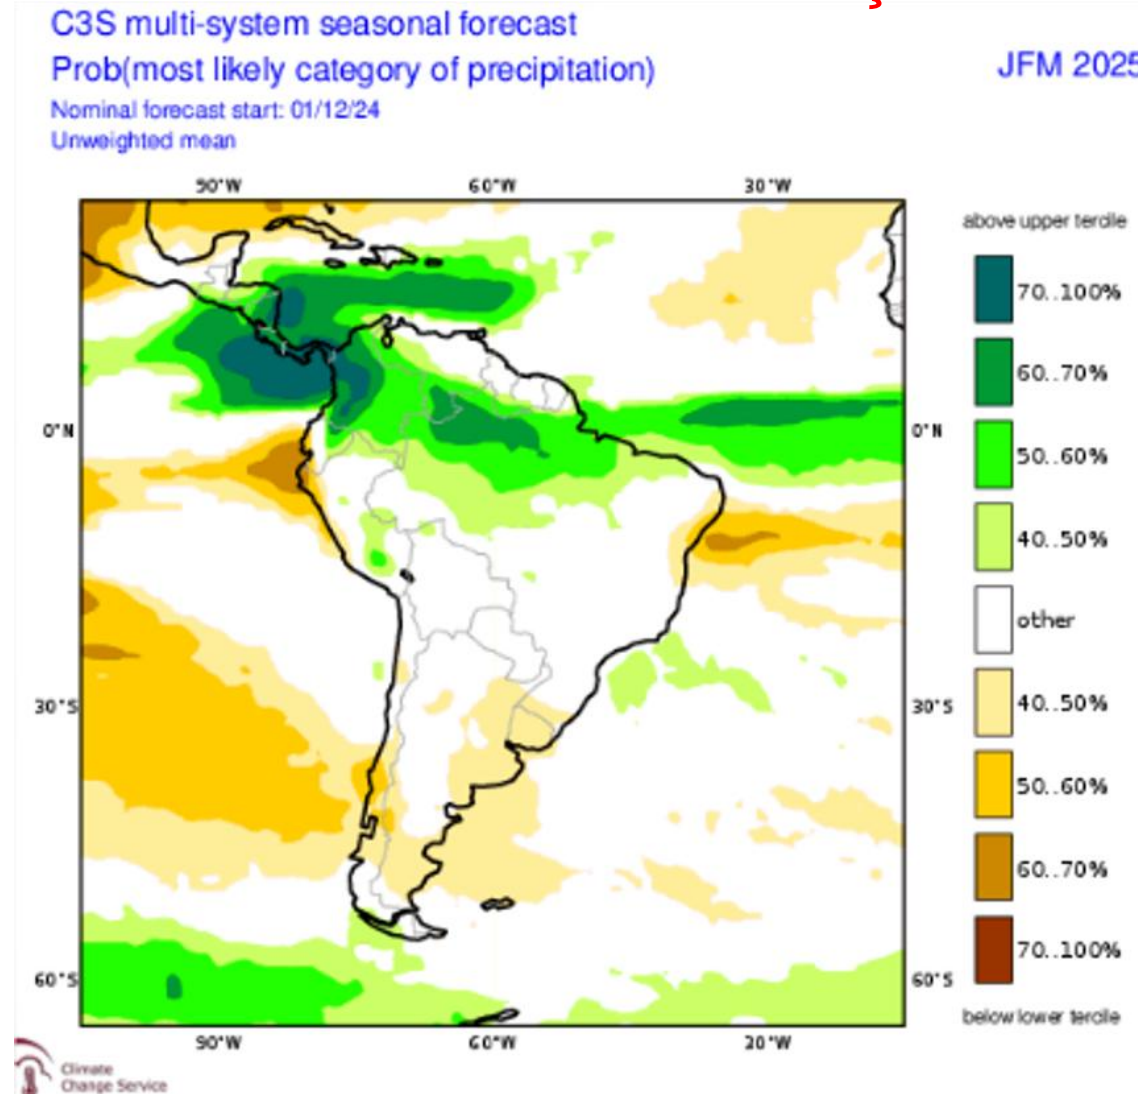 C3S multi-system seasonal forecast
Prob(most likely category of precipitation)
JFM 2025
Nominal forecast start: 01/12/24
Unweighted mean
90°W 60°W 30°W
above upper tercile
70..100%
60..70%
0°N 0°N
50..60%
40..50%
other
30°S 30°S
40..50%
50..60%
60..70%
70..100%
60°S 60°S
below lower tercile
90°W 60°W 30°W
Climate
Change Service